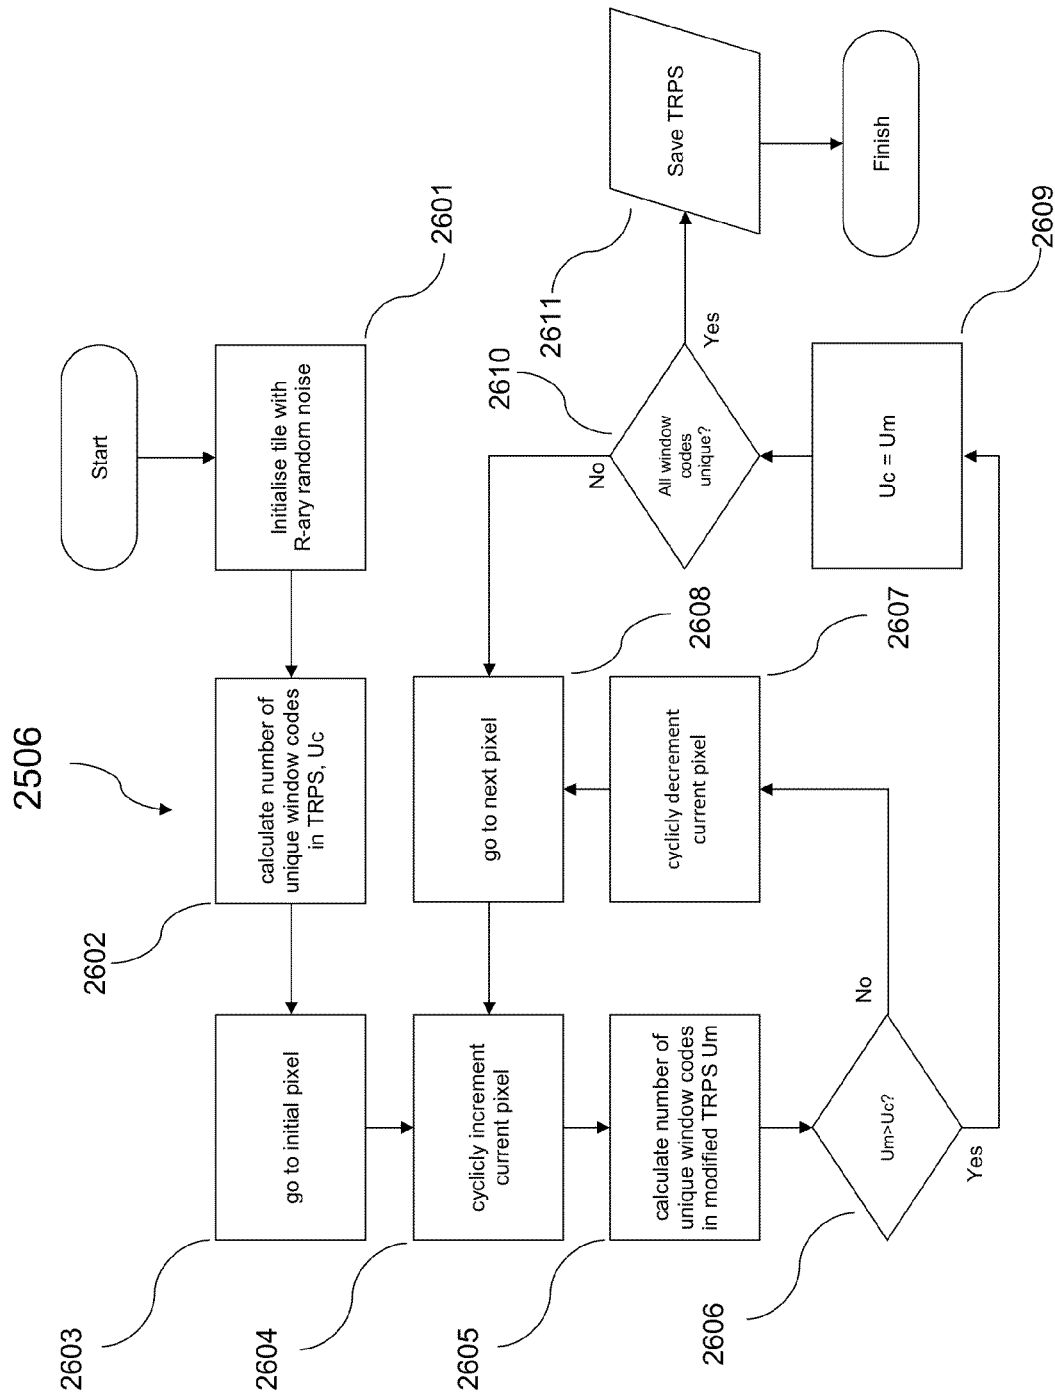 2506
Start
Initialise tile with
R-ary random noise
2601
calculate number of
unique window codes
in TRPS, Uc
2602
go to initial pixel
2603
cyclicly increment
current pixel
2604
calculate number of
unique window codes
in modified TRPS Um
2605
Um>Uc?
2606
No
Yes
cyclicly decrement
current pixel
2607
go to next pixel
2608
Uc = Um
2609
All window
codes
unique?
2610
No
Yes
Save TRPS
2611
Finish